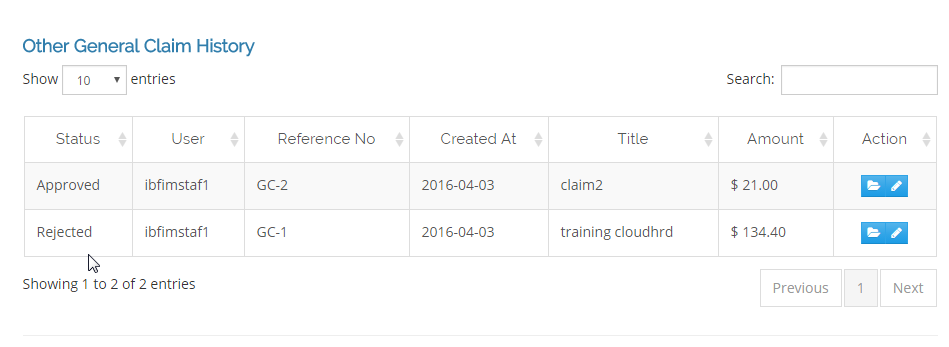 Other General Claim History
Show 10 entries Search:
Status User Reference No Created At Title Amount Action
Approved ibfimstaf1 GC-2 2016-04-03 claim2 $ 21.00
Rejected ibfimstaf1 GC-1 2016-04-03 training cloudhrd $ 134.40
Showing 1 to 2 of 2 entries Previous 1 Next